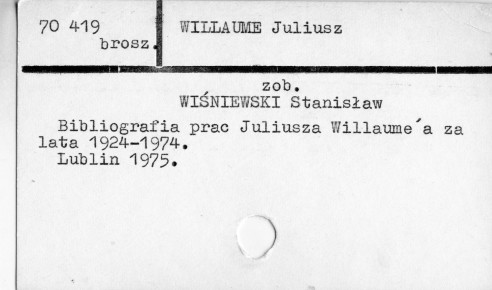 70 419 WILLAUME Juliusz
brosz.
zob.
WIŚNIEWSKI Stanisław
Bibliografia prac Juliusza Willaume´a za
lata 1924-1974.
Lublin 1975.